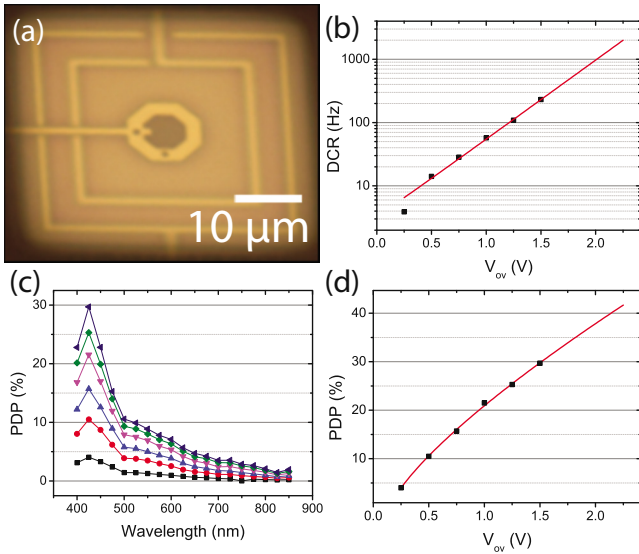 (a)
10 μm
(b)
1000
100
10
DCR (Hz)
0.0 0.5 1.0 1.5 2.0
Vov (V)
(c)
30
20
10
0
PDP (%)
400 500 600 700 800 900
Wavelength (nm)
(d)
40
30
20
10
PDP (%)
0.0 0.5 1.0 1.5 2.0
Vov (V)